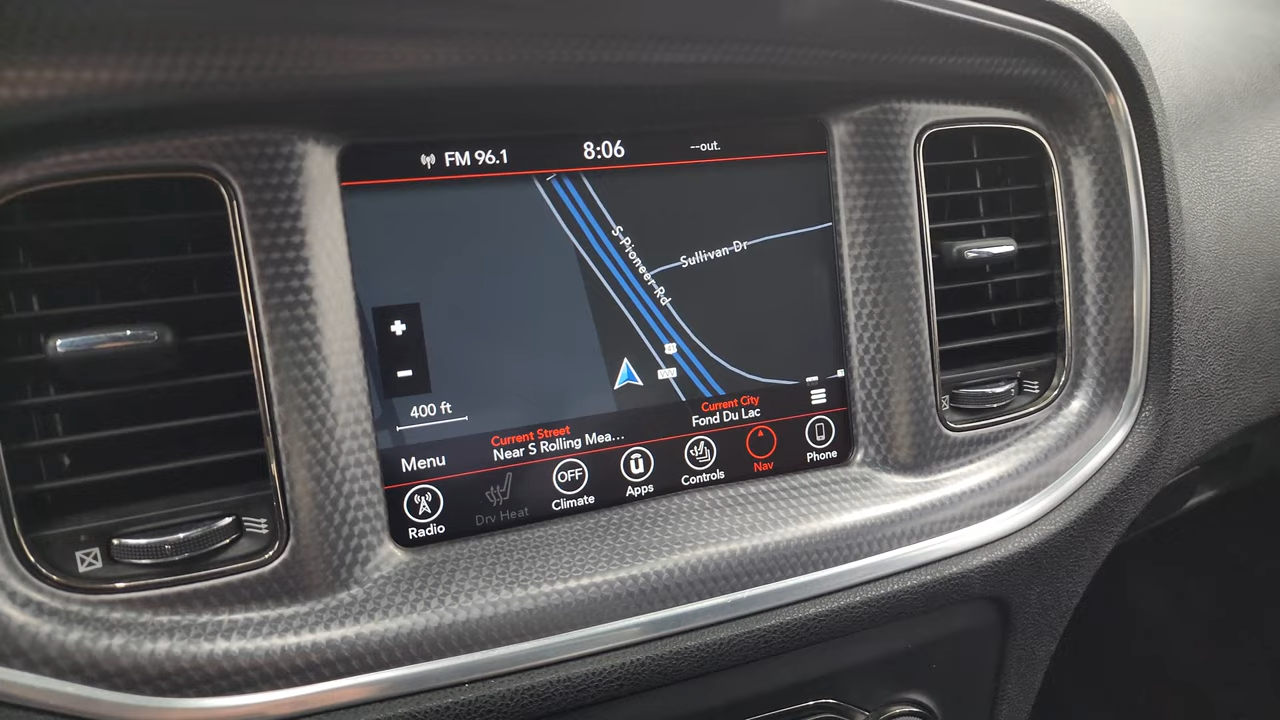 FM 96.1
8:06
--out.
S Pioneer Rd
Sullivan Dr
400 ft
Current Street
Near S Rolling Mea...
Current City
Fond Du Lac
Menu
Radio
Drv Heat
OFF
Climate
Apps
Controls
Nav
Phone